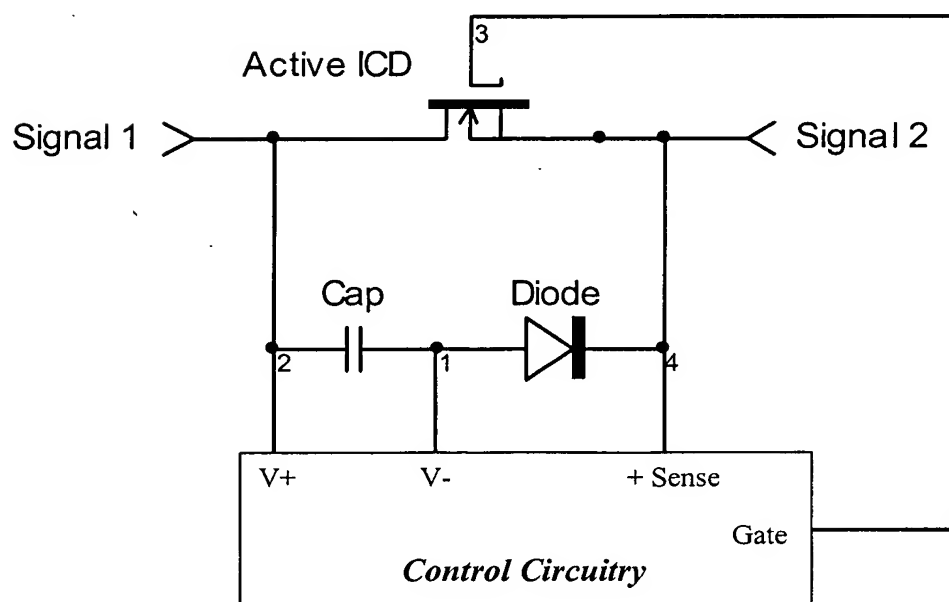 3
Active ICD
Signal 1
Signal 2
Cap
Diode
2
1
4
V+
V-
+ Sense
Gate
Control Circuitry